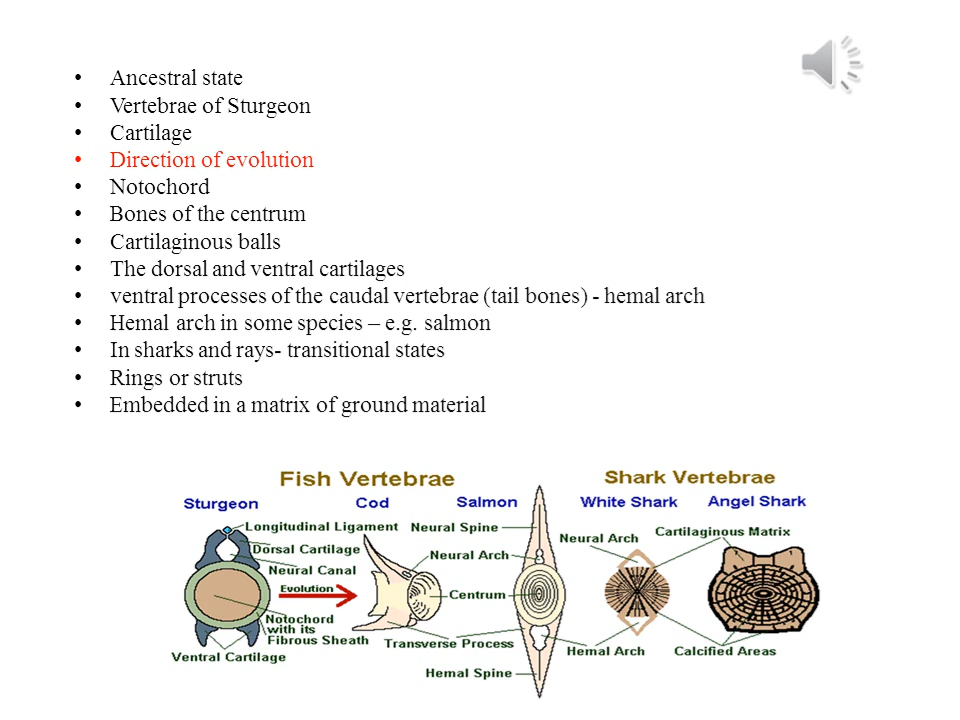 • Ancestral state
• Vertebrae of Sturgeon
• Cartilage
• Direction of evolution
• Notochord
• Bones of the centrum
• Cartilaginous balls
• The dorsal and ventral cartilages
• ventral processes of the caudal vertebrae (tail bones) - hemal arch
• Hemal arch in some species – e.g. salmon
• In sharks and rays- transitional states
• Rings or struts
• Embedded in a matrix of ground material
Fish Vertebrae
Shark Vertebrae
Sturgeon
Cod
Salmon
White Shark
Angel Shark
Longitudinal Ligament
Dorsal Cartilage
Neural Canal
Evolution
Notochord
with its
Fibrous Sheath
Ventral Cartilage
Neural Spine
Neural Arch
Centrum
Transverse Process
Hemal Spine
Neural Arch
Cartilaginous Matrix
Hemal Arch
Calcified Areas